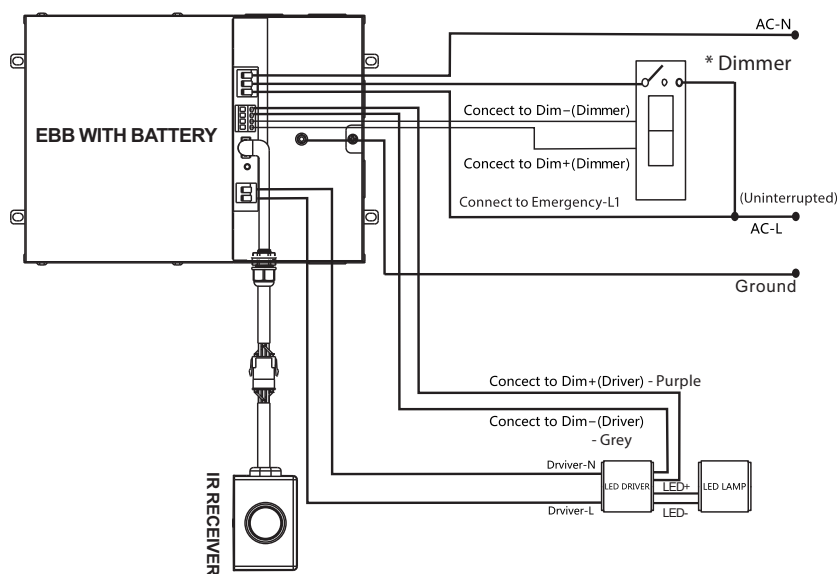 AC-N
* Dimmer
EBB WITH BATTERY
Concect to Dim−(Dimmer)
Concect to Dim+(Dimmer)
Connect to Emergency-L1
(Uninterrupted)
AC-L
Ground
Concect to Dim+(Driver) - Purple
Concect to Dim−(Driver)
- Grey
Drviver-N
LED DRIVER
LED+
LED LAMP
Drviver-L
LED-
IR RECEIVER